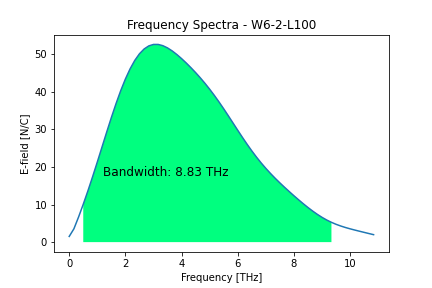 Frequency Spectra - W6-2-L100
E-field [N/C]
50
40
30
20
10
0
Bandwidth: 8.83 THz
0 2 4 6 8 10
Frequency [THz]